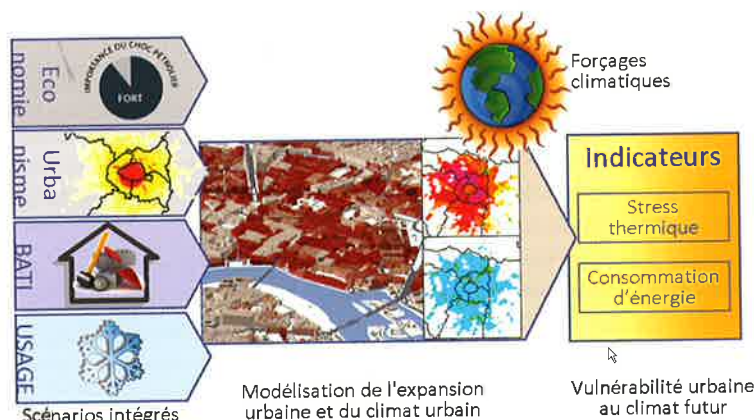 Eco
nomie
IMPORTANCE DU CHOC PÉTROLIER
FORT
Urba
nisme
BATI
USAGE
Scénarios intégrés
Modélisation de l'expansion
urbaine et du climat urbain
Forçages
climatiques
Indicateurs
Stress
thermique
Consommation
d'énergie
Vulnérabilité urbaine
au climat futur